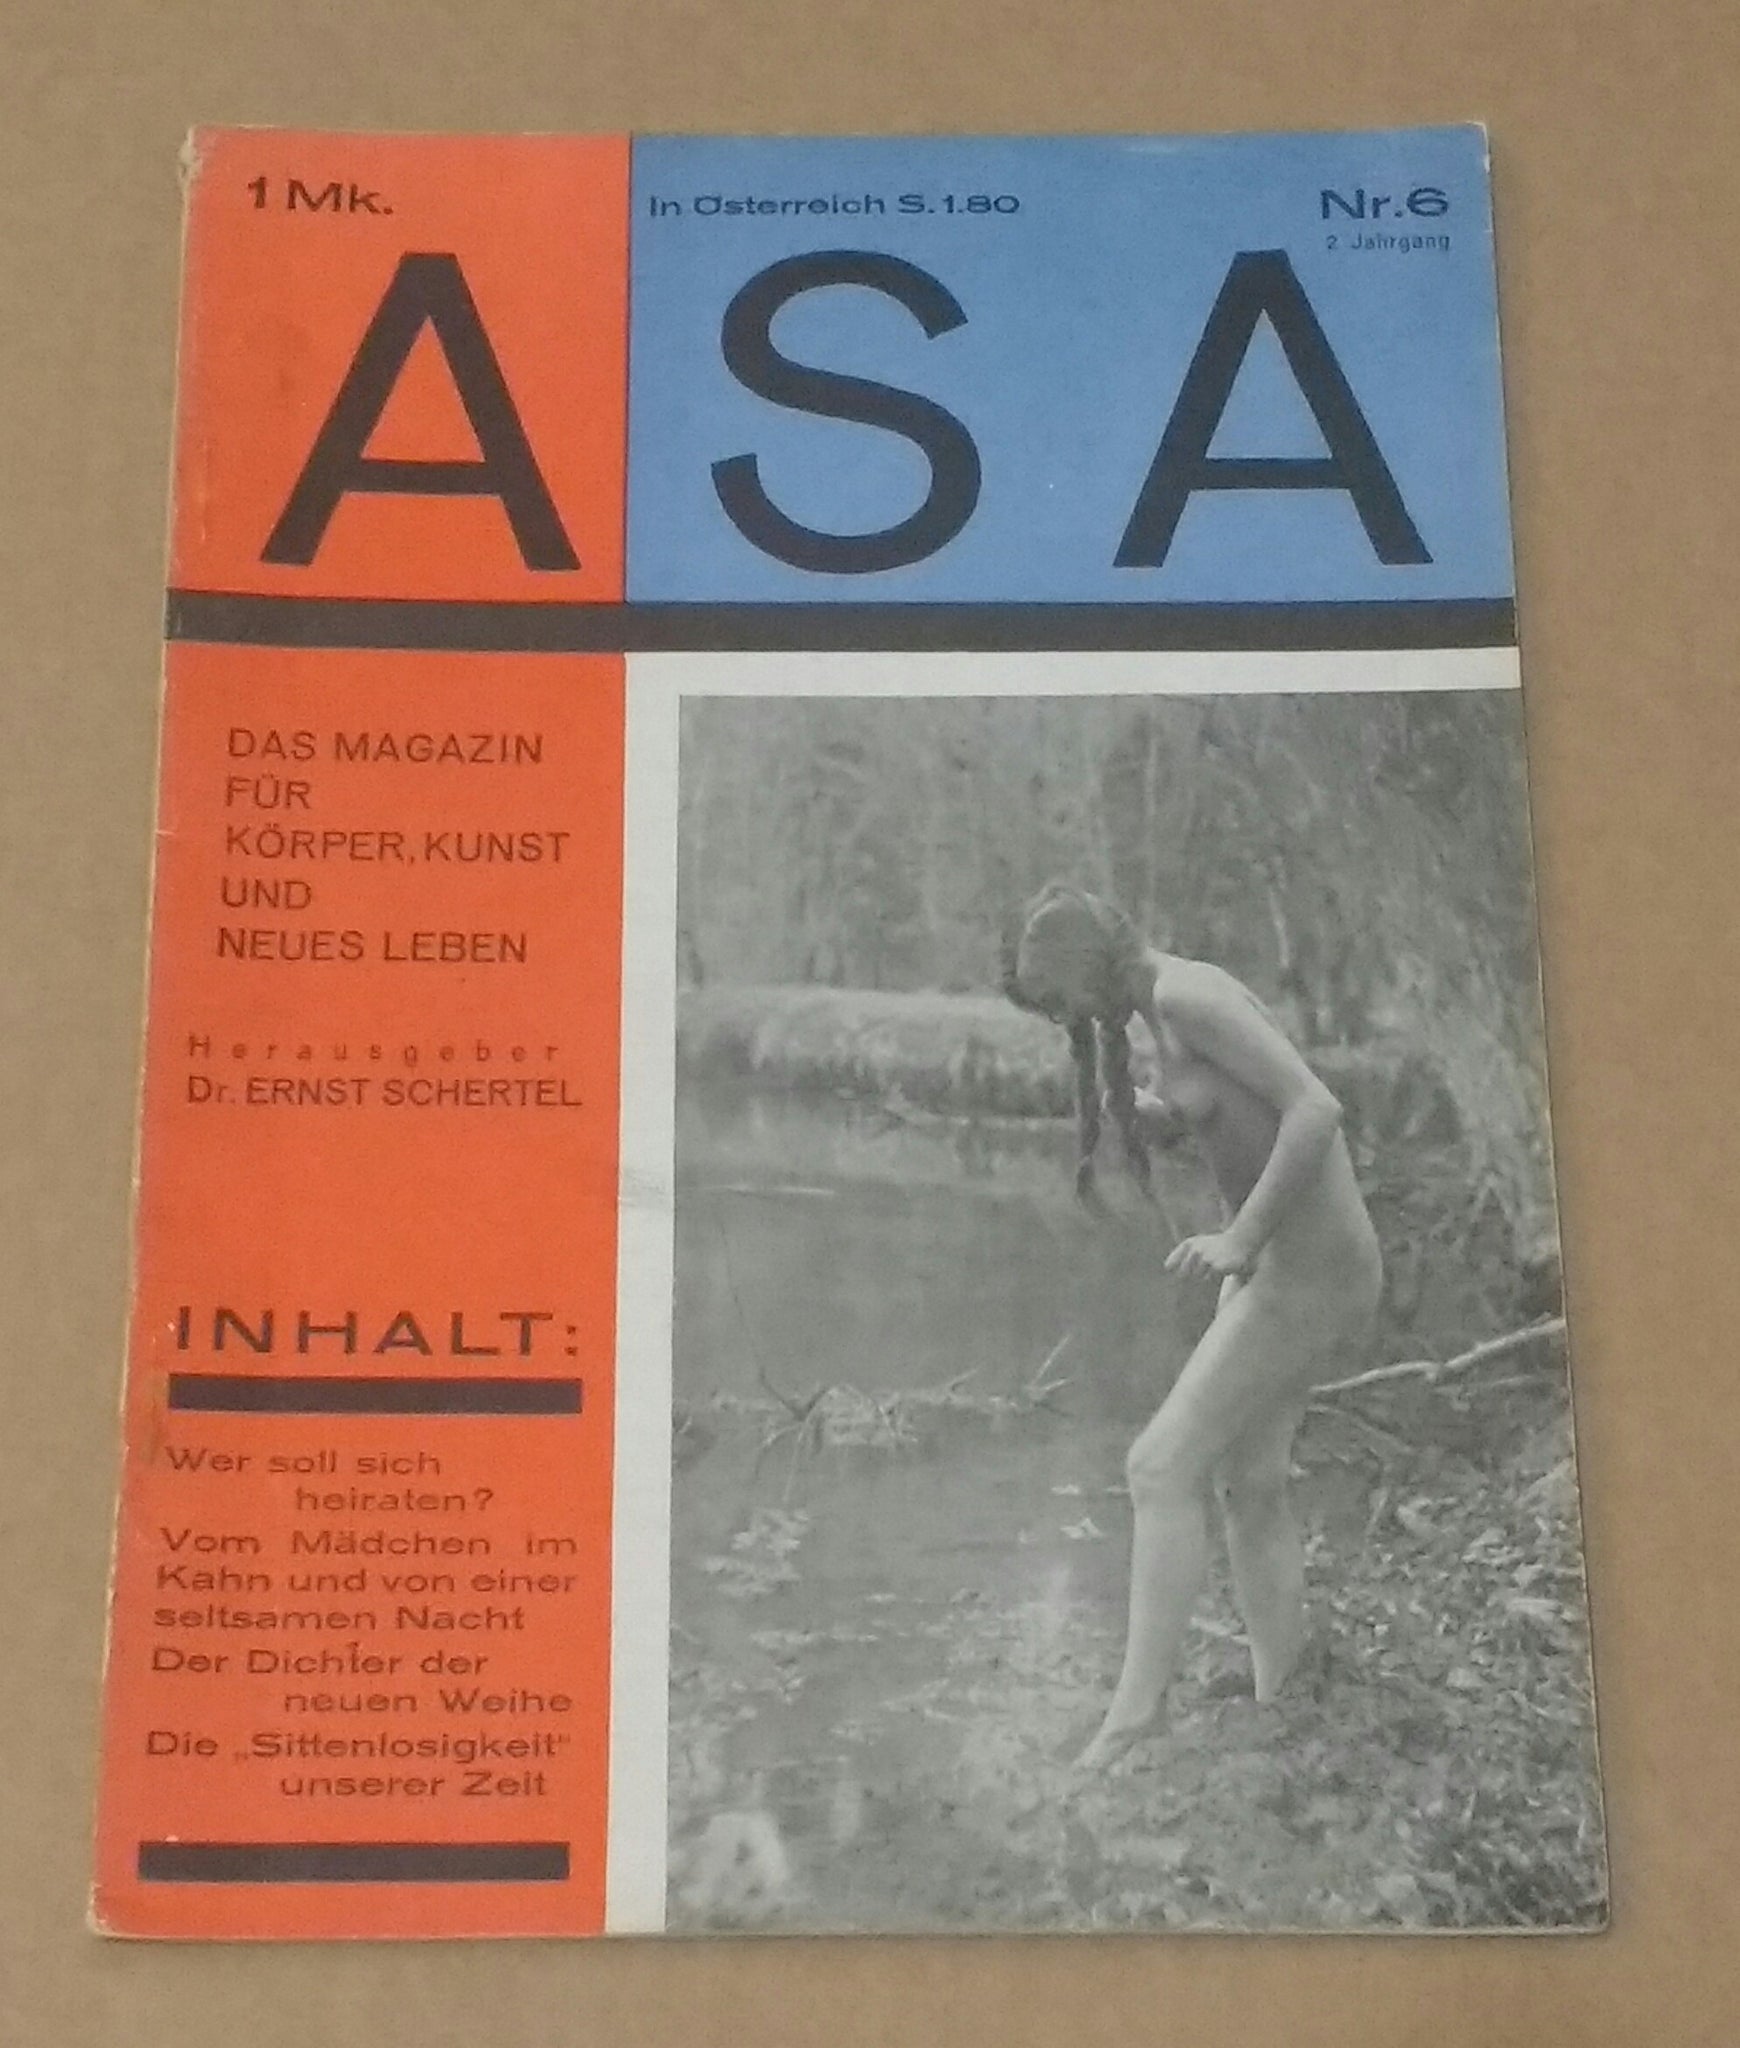 1 Mk.
In Österreich S. 1.80
Nr. 6
2 Jahrgang
ASA
DAS MAGAZIN
FÜR
KÖRPER, KUNST
UND
NEUES LEBEN
Herausgeber
Dr. ERNST SCHERTEL
INHALT:
Wer soll sich
heiraten?
Vom Mädchen im
Kahn und von einer
seltsamen Nacht
Der Dichter der
neuen Weihe
Die „Sittenlosigkeit“
unserer Zeit